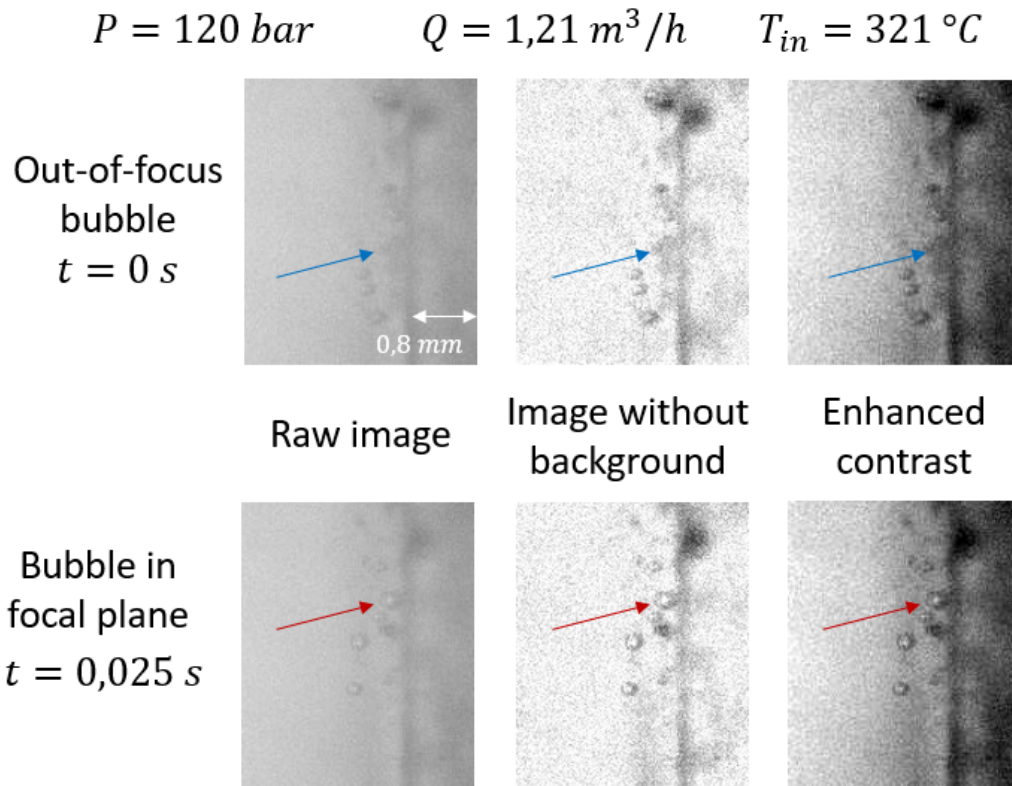 P = 120 bar Q = 1,21 m³/h T_in = 321 °C
Out-of-focus
bubble
t = 0 s
0,8 mm
Raw image
Image without
background
Enhanced
contrast
Bubble in
focal plane
t = 0,025 s